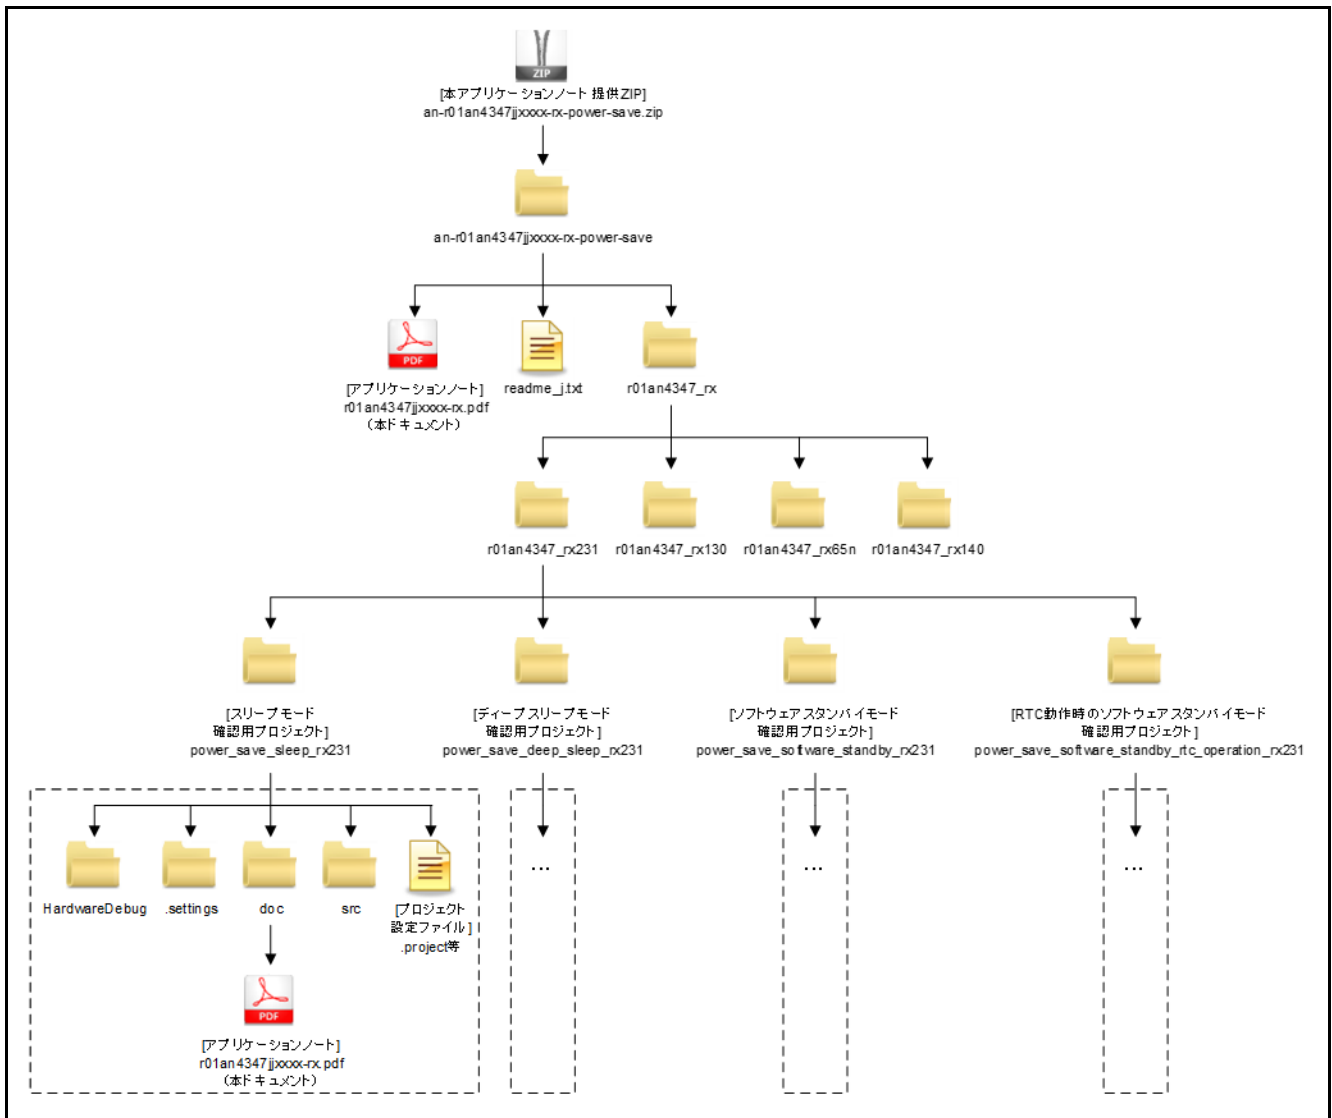 ZIP
[本アプリケーションノート 提供ZIP]
an-r01an4347jjxxxx-rx-power-save.zip
an-r01an4347jjxxxx-rx-power-save
PDF
[アプリケーションノート]
r01an4347jjxxxx-rx.pdf
（本ドキュメント）
readme_j.txt
r01an4347_rx
r01an4347_rx231
r01an4347_rx130
r01an4347_rx65n
r01an4347_rx140
[スリープモード
確認用プロジェクト]
power_save_sleep_rx231
[ディープスリープモード
確認用プロジェクト]
power_save_deep_sleep_rx231
[ソフトウェアスタンバイモード
確認用プロジェクト]
power_save_software_standby_rx231
[RTC動作時のソフトウェアスタンバイモード
確認用プロジェクト]
power_save_software_standby_rtc_operation_rx231
HardwareDebug
.settings
doc
src
[プロジェクト
設定ファイル]
.project等
...
...
...
PDF
[アプリケーションノート]
r01an4347jjxxxx-rx.pdf
（本ドキュメント）